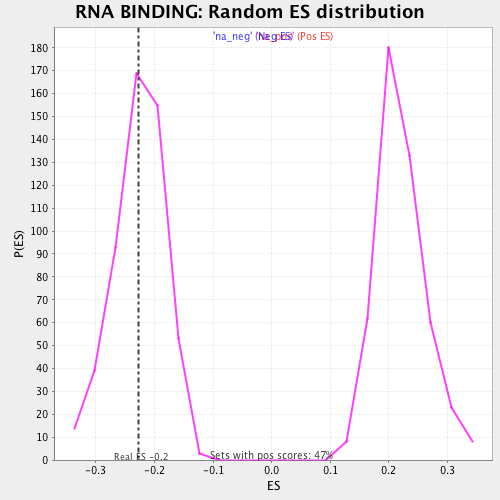 RNA BINDING: Random ES distribution
'na_neg' (Neg ES) 'na_pos' (Pos ES)
180
170
160
150
140
130
120
110
100
90
80
70
60
50
40
30
20
10
0
P(ES)
Real ES -0.2
Sets with pos scores: 47%
-0.3 -0.2 -0.1 0.0 0.1 0.2 0.3
ES